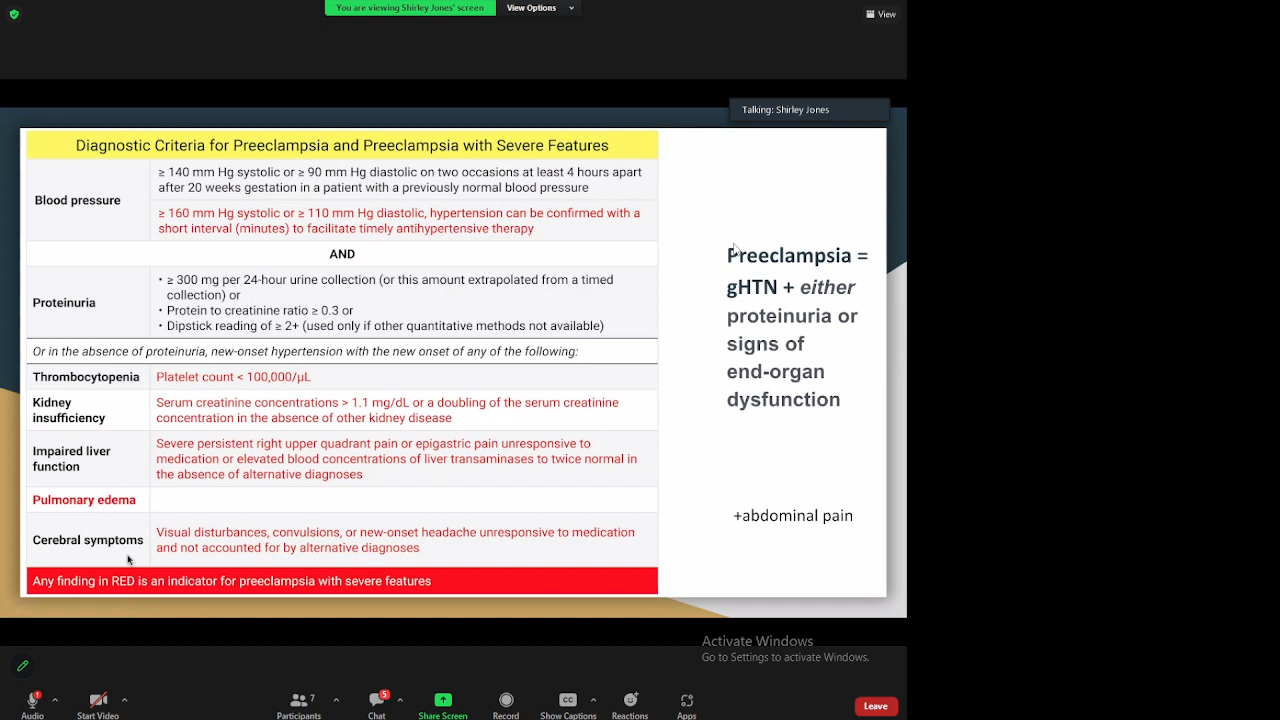 You are viewing Shirley Jones' screen
View Options
View
Talking: Shirley Jones
Diagnostic Criteria for Preeclampsia and Preeclampsia with Severe Features
Blood pressure
≥ 140 mm Hg systolic or ≥ 90 mm Hg diastolic on two occasions at least 4 hours apart
after 20 weeks gestation in a patient with a previously normal blood pressure
≥ 160 mm Hg systolic or ≥ 110 mm Hg diastolic, hypertension can be confirmed with a
short interval (minutes) to facilitate timely antihypertensive therapy
AND
Proteinuria
• ≥ 300 mg per 24-hour urine collection (or this amount extrapolated from a timed
collection) or
• Protein to creatinine ratio ≥ 0.3 or
• Dipstick reading of ≥ 2+ (used only if other quantitative methods not available)
Or in the absence of proteinuria, new-onset hypertension with the new onset of any of the following:
Thrombocytopenia
Platelet count < 100,000/µL
Kidney
insufficiency
Serum creatinine concentrations > 1.1 mg/dL or a doubling of the serum creatinine
concentration in the absence of other kidney disease
Impaired liver
function
Severe persistent right upper quadrant pain or epigastric pain unresponsive to
medication or elevated blood concentrations of liver transaminases to twice normal in
the absence of alternative diagnoses
Pulmonary edema
Cerebral symptoms
Visual disturbances, convulsions, or new-onset headache unresponsive to medication
and not accounted for by alternative diagnoses
Any finding in RED is an indicator for preeclampsia with severe features
Preeclampsia =
gHTN + either
proteinuria or
signs of
end-organ
dysfunction
+abdominal pain
Activate Windows
Go to Settings to activate Windows.
Audio
Start Video
Participants
7
Chat
5
Share Screen
Record
CC
Show Captions
Reactions
Apps
Leave